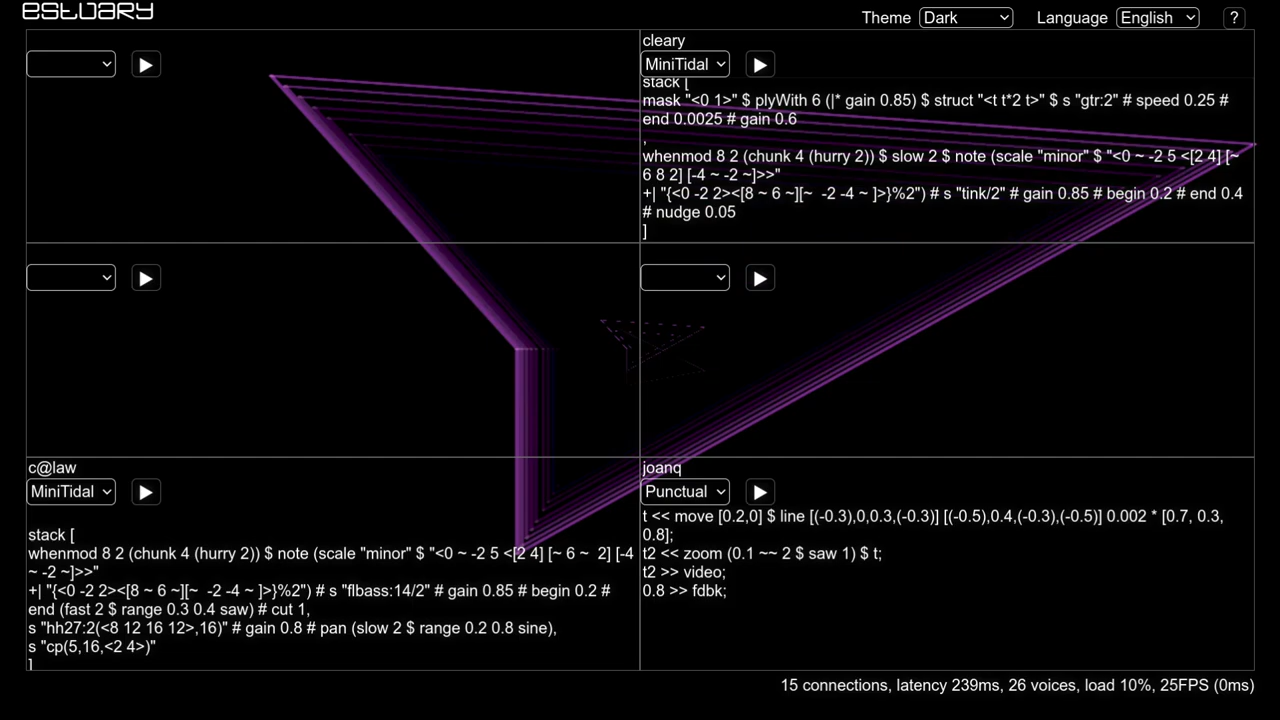 estuary
Theme Dark Language English ?
cleary
MiniTidal
stack [
mask "<0 1>" $ plyWith 6 (|* gain 0.85) $ struct "<t t*2 t>" $ s "gtr:2" # speed 0.25 #
end 0.0025 # gain 0.6
,
whenmod 8 2 (chunk 4 (hurry 2)) $ slow 2 $ note (scale "minor" $ "<0 ~ -2 5 <[2 4] [~
6 8 2] [-4 ~ -2 ~]>>"
+| "{<0 -2 2><[8 ~ 6 ~][~  -2 -4 ~ ]>}%2") # s "tink/2" # gain 0.85 # begin 0.2 # end 0.4
# nudge 0.05
]
c@law
MiniTidal
stack [
whenmod 8 2 (chunk 4 (hurry 2)) $ note (scale "minor" $ "<0 ~ -2 5 <[2 4] [~ 6 ~  2] [-4
~ -2 ~]>>"
+| "{<0 -2 2><[8 ~ 6 ~][~  -2 -4 ~ ]>}%2") # s "flbass:14/2" # gain 0.85 # begin 0.2 #
end (fast 2 $ range 0.3 0.4 saw) # cut 1,
s "hh27:2(<8 12 16 12>,16)" # gain 0.8 # pan (slow 2 $ range 0.2 0.8 sine),
s "cp(5,16,<2 4>)"
]
joanq
Punctual
t << move [0.2,0] $ line [(-0.3),0,0.3,(-0.3)] [(-0.5),0.4,(-0.3),(-0.5)] 0.002 * [0.7, 0.3,
0.8];
t2 << zoom (0.1 ~~ 2 $ saw 1) $ t;
t2 >> video;
0.8 >> fdbk;
15 connections, latency 239ms, 26 voices, load 10%, 25FPS (0ms)